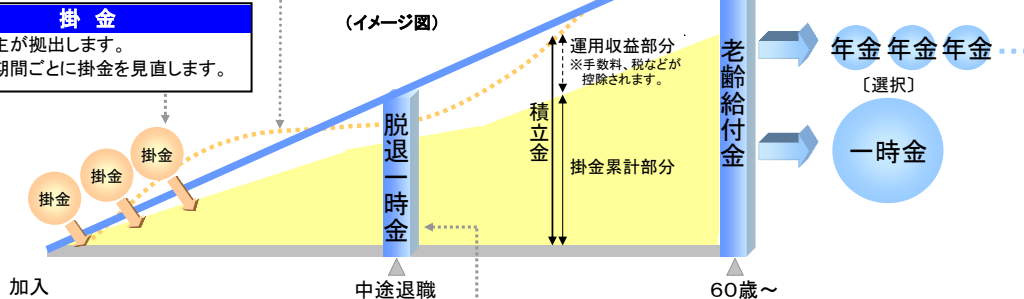 掛 金
主が拠出します。
期間ごとに掛金を見直します。
（イメージ図）
運用収益部分
※手数料、税などが
控除されます。
積立金
掛金累計部分
掛金
掛金
掛金
脱退一時金
老齢給付金
年金 年金 年金
〔選択〕
一時金
加入
中途退職
60歳～